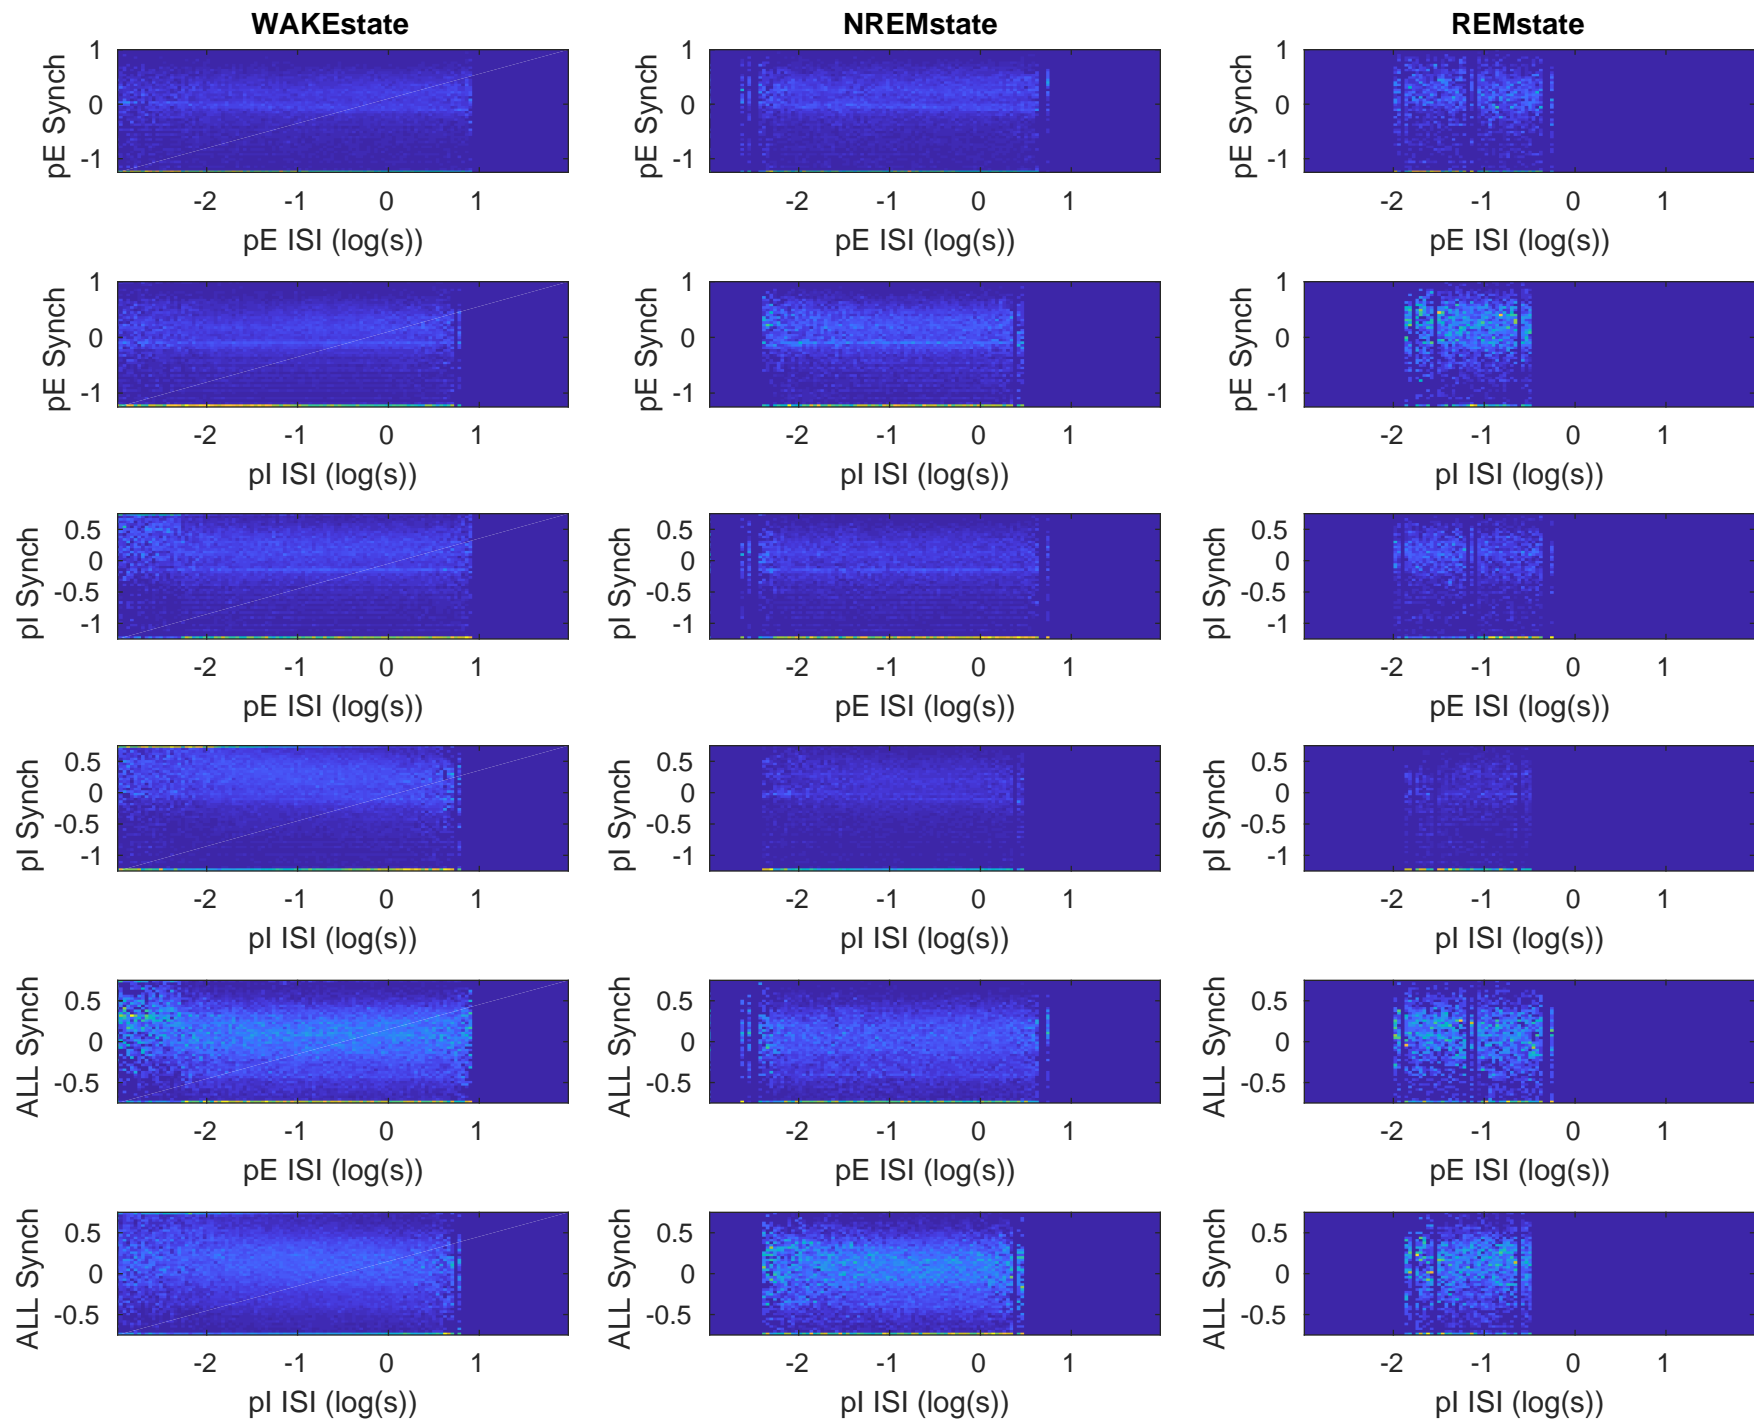 WAKEstate NREMstate REMstate
1 0 -1 pE Synch -2 -1 0 1 pE ISI (log(s))
1 0 -1 pE Synch -2 -1 0 1 pE ISI (log(s))
1 0 -1 pE Synch -2 -1 0 1 pE ISI (log(s))
1 0 -1 pE Synch -2 -1 0 1 pI ISI (log(s))
1 0 -1 pE Synch -2 -1 0 1 pI ISI (log(s))
1 0 -1 pE Synch -2 -1 0 1 pI ISI (log(s))
0.5 0 -0.5 -1 pI Synch -2 -1 0 1 pE ISI (log(s))
0.5 0 -0.5 -1 pI Synch -2 -1 0 1 pE ISI (log(s))
0.5 0 -0.5 -1 pI Synch -2 -1 0 1 pE ISI (log(s))
0.5 0 -0.5 -1 pI Synch -2 -1 0 1 pI ISI (log(s))
0.5 0 -0.5 -1 pI Synch -2 -1 0 1 pI ISI (log(s))
0.5 0 -0.5 -1 pI Synch -2 -1 0 1 pI ISI (log(s))
0.5 0 -0.5 ALL Synch -2 -1 0 1 pE ISI (log(s))
0.5 0 -0.5 ALL Synch -2 -1 0 1 pE ISI (log(s))
0.5 0 -0.5 ALL Synch -2 -1 0 1 pE ISI (log(s))
0.5 0 -0.5 ALL Synch -2 -1 0 1 pI ISI (log(s))
0.5 0 -0.5 ALL Synch -2 -1 0 1 pI ISI (log(s))
0.5 0 -0.5 ALL Synch -2 -1 0 1 pI ISI (log(s))